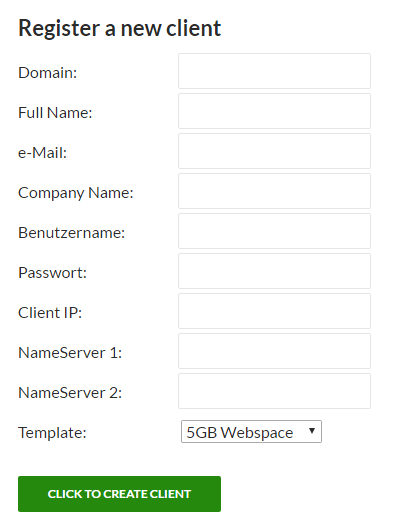 Register a new client
Domain:
Full Name:
e-Mail:
Company Name:
Benutzername:
Passwort:
Client IP:
NameServer 1:
NameServer 2:
Template: 5GB Webspace
CLICK TO CREATE CLIENT